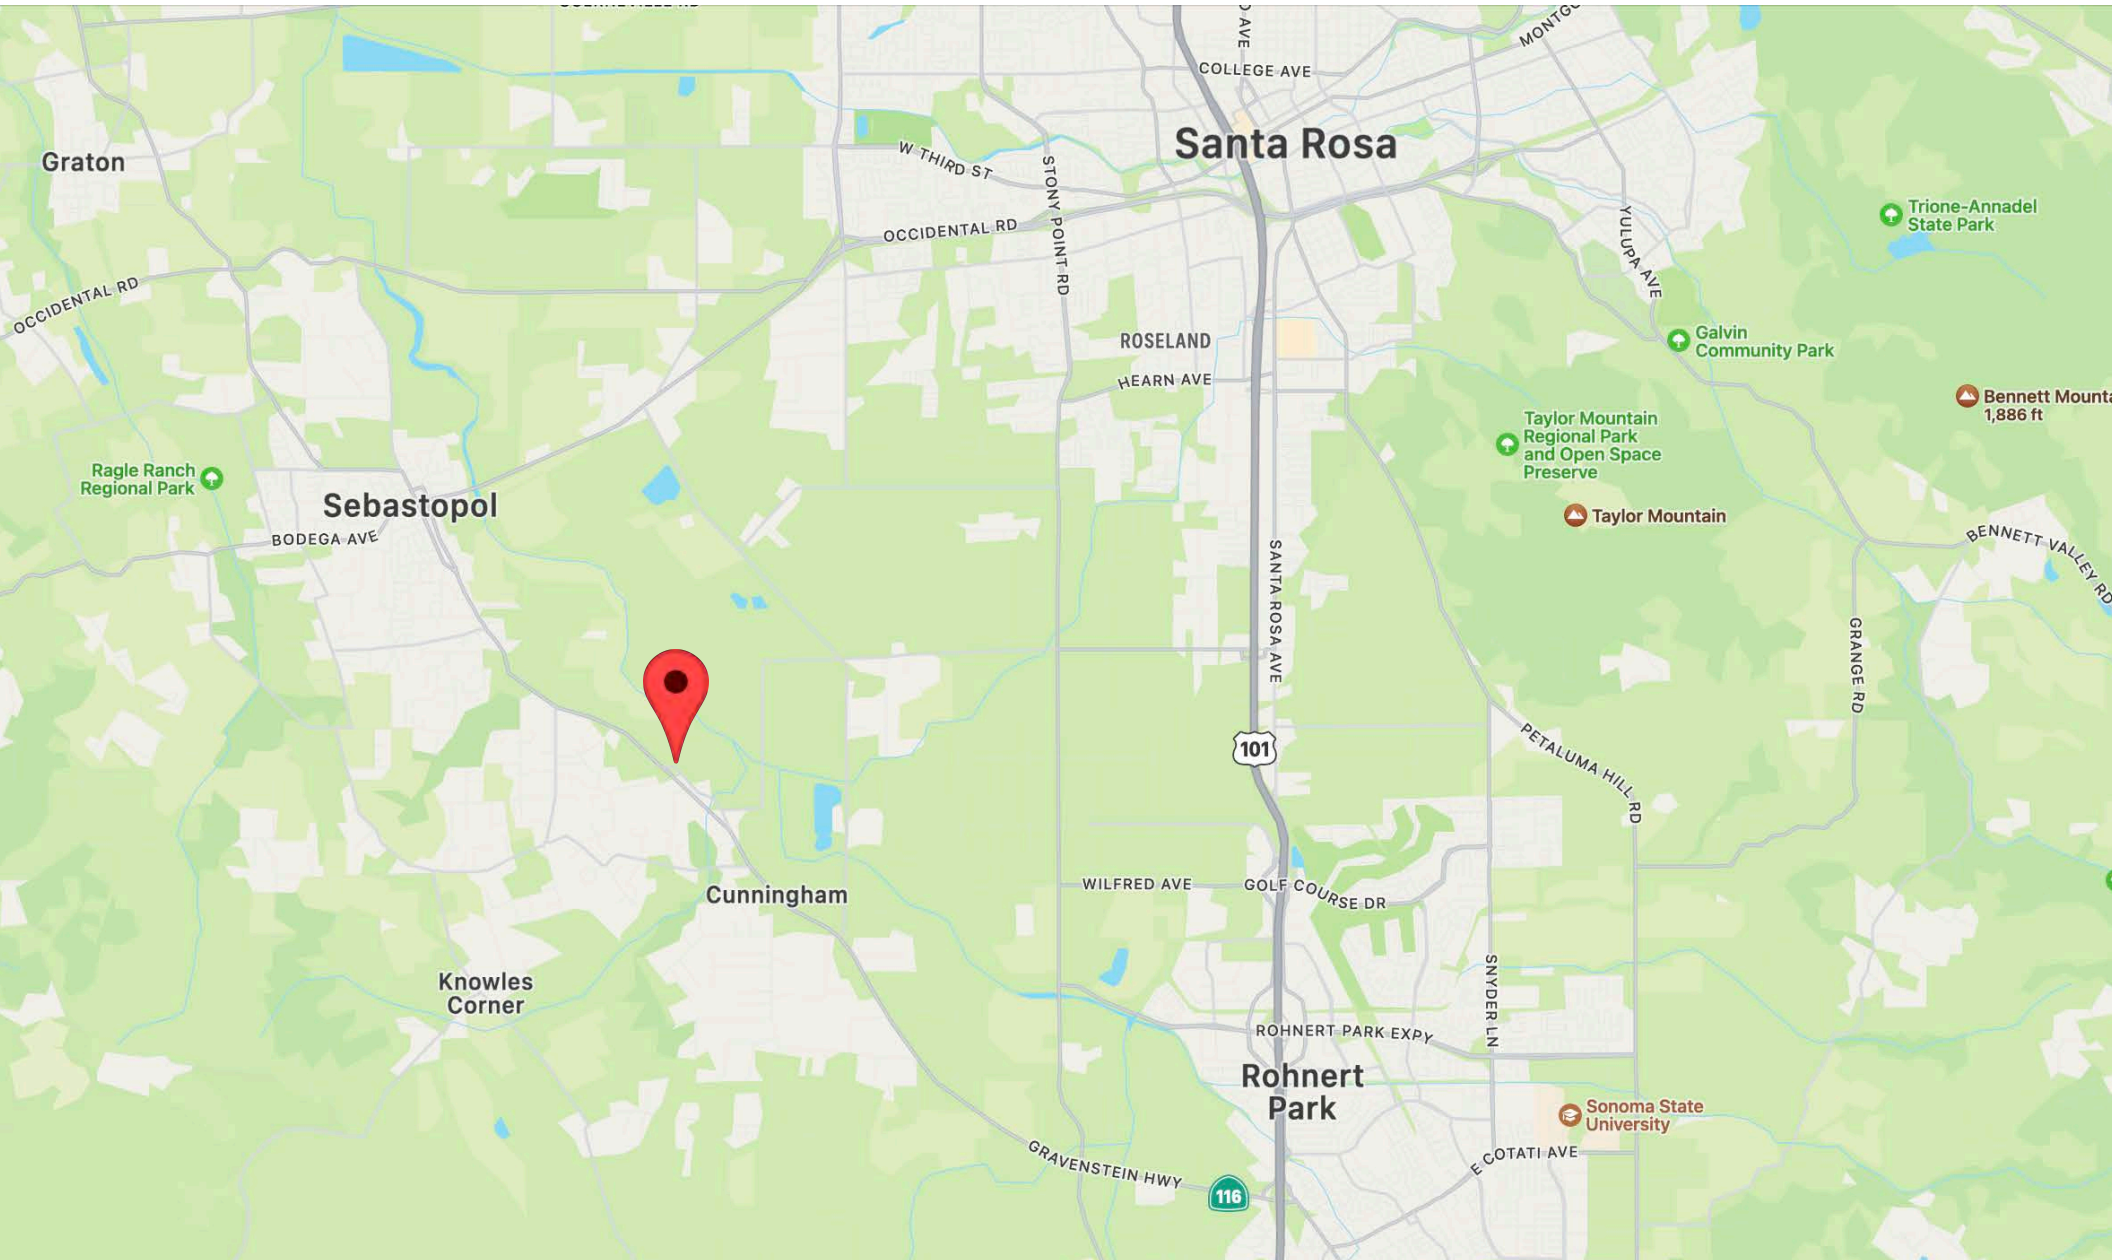 COLLEGE AVE
Santa Rosa
Graton
W THIRD ST
STONY POINT RD
OCCIDENTAL RD
YULUPA AVE
Trione-Annadel
State Park
OCCIDENTAL RD
ROSELAND
Galvin
Community Park
HEARN AVE
Bennett
1,886 ft
Taylor Mountain
Regional Park
and Open Space
Preserve
Ragle Ranch
Regional Park
Sebastopol
Taylor Mountain
BODEGA AVE
BENNETT VALLEY RD
SANTA ROSA AVE
GRANGE RD
101
PETALUMA HILL RD
WILFRED AVE
GOLF COURSE DR
Cunningham
Knowles
Corner
SNYDER LN
ROHNERT PARK EXPY
Rohnert
Park
Sonoma State
University
GRAVENSTEIN HWY
E COTATI AVE
116